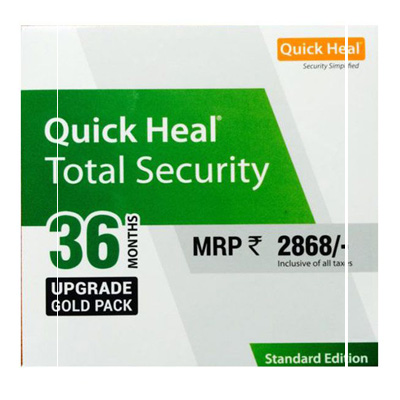 Quick Heal®
Security Simplified
Quick Heal®
Total Security
36
MONTHS
UPGRADE
GOLD PACK
MRP ₹ 2868/-
Inclusive of all taxes
Standard Edition